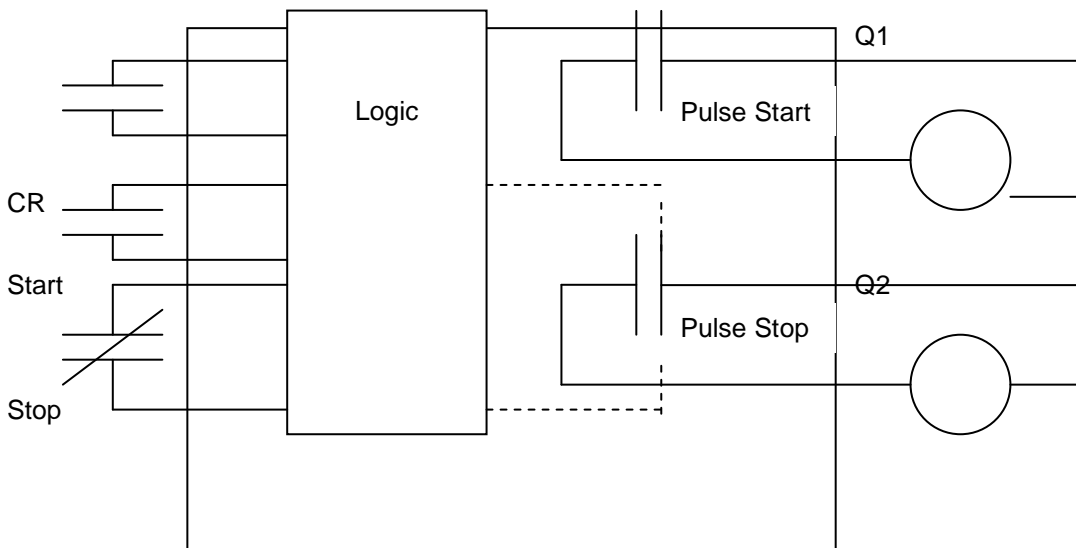 Q1
Logic
Pulse Start
CR
Start
Q2
Pulse Stop
Stop